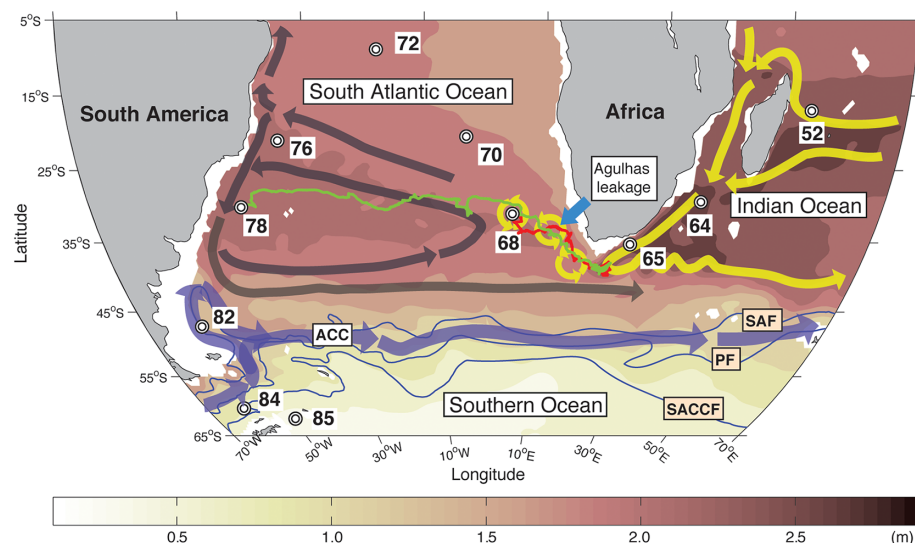 5°S
72
South Atlantic Ocean
15°S
South America
Africa
52
76
70
25°S
Agulhas
leakage
Indian Ocean
78
64
68
35°S
65
Latitude
45°S
82
ACC
SAF
PF
55°S
84
85
Southern Ocean
SACCF
65°S
70°W
50°W
30°W
10°W
10°E
30°E
50°E
70°E
Longitude
0.5
1.0
1.5
2.0
2.5
(m)